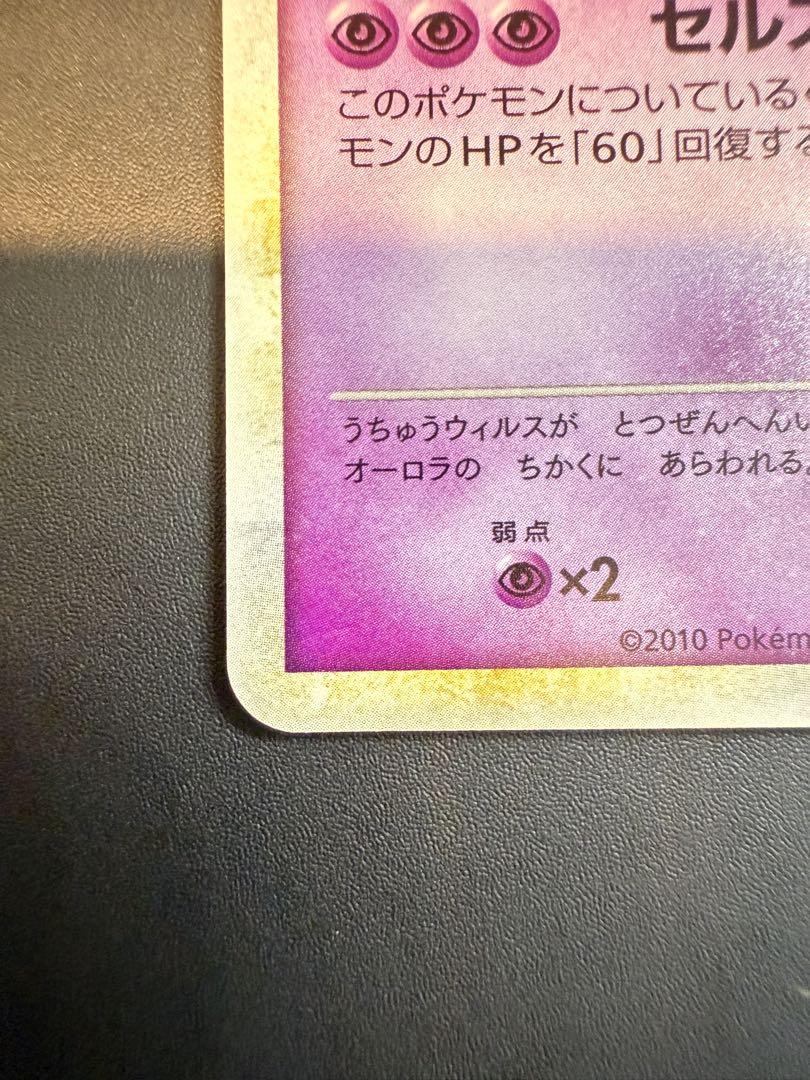 セル
このポケモンについている
モンのHPを「60」回復する
うちゅうウィルスが とつぜんへんい
オーロラの ちかくに あらわれる。
弱点
×2
©2010 Pokém